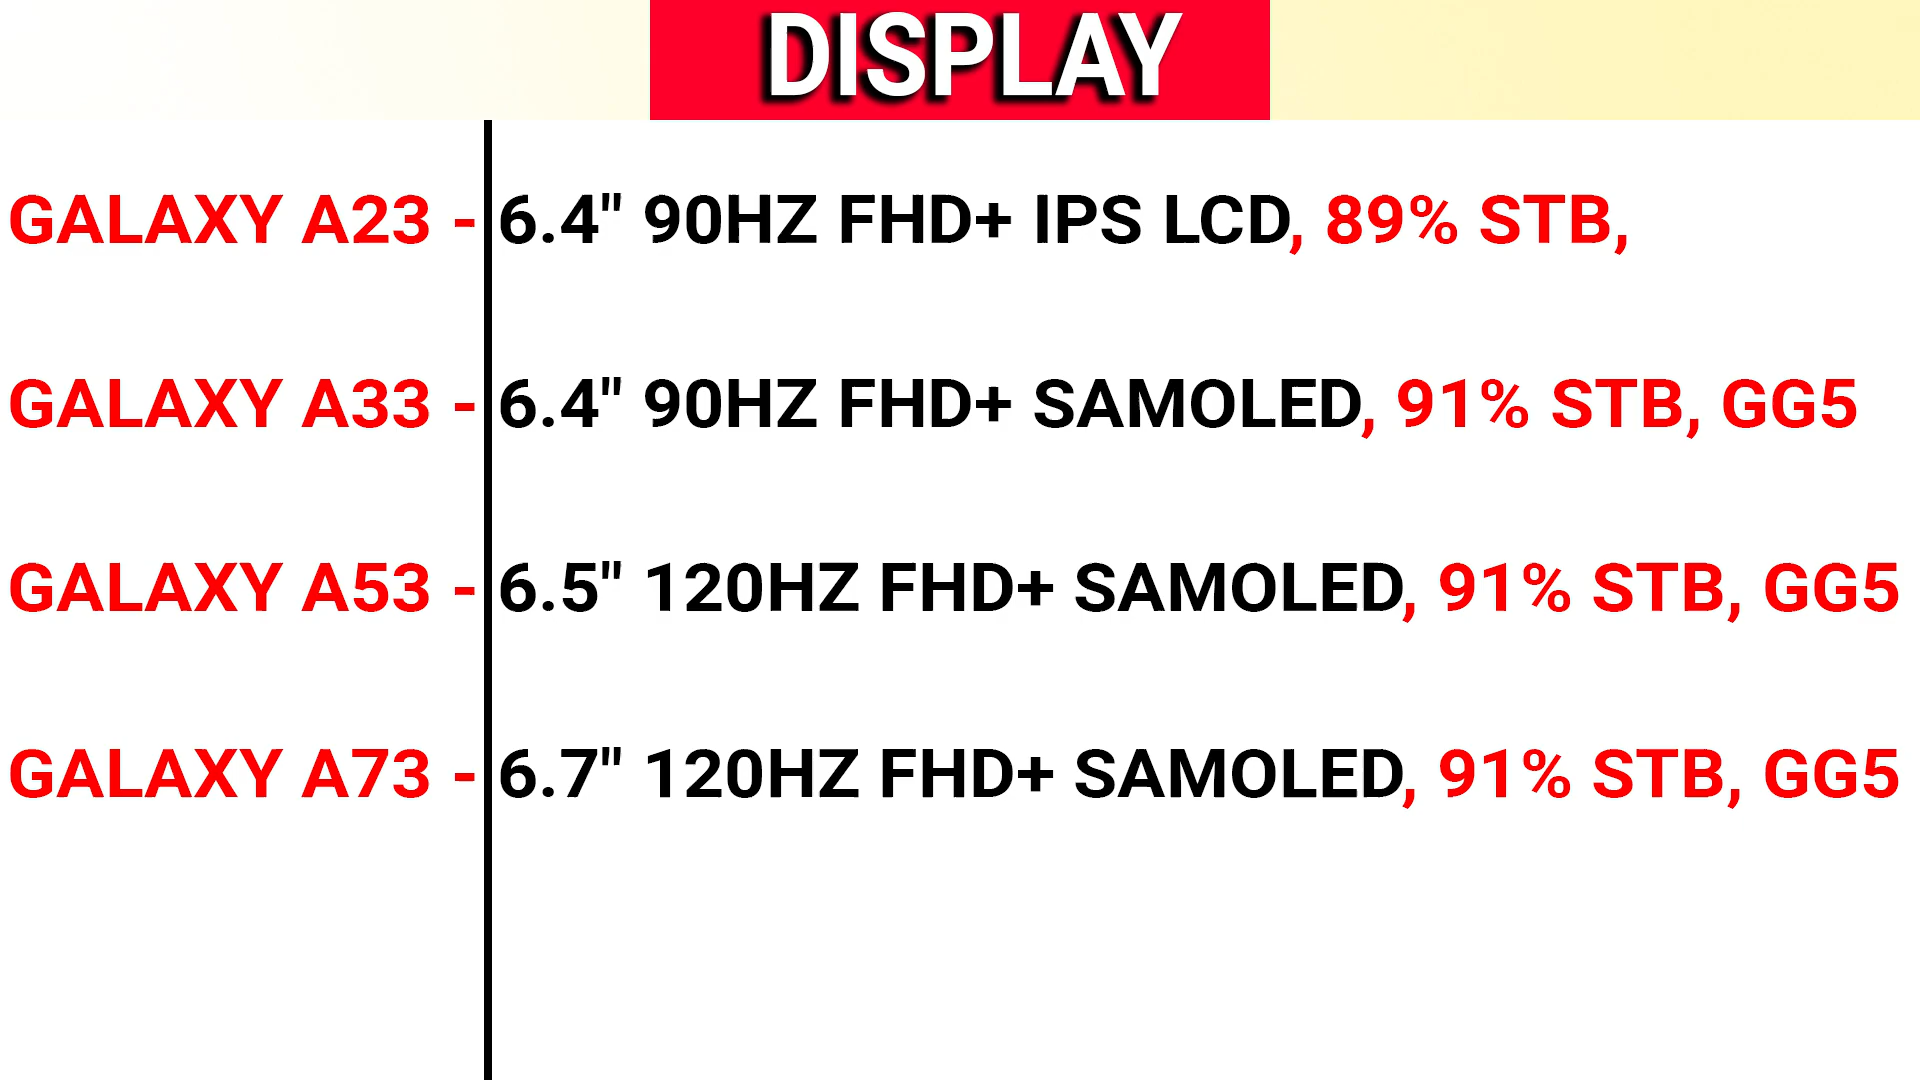 DISPLAY
GALAXY A23 - 6.4" 90HZ FHD+ IPS LCD, 89% STB,
GALAXY A33 - 6.4" 90HZ FHD+ SAMOLED, 91% STB, GG5
GALAXY A53 - 6.5" 120HZ FHD+ SAMOLED, 91% STB, GG5
GALAXY A73 - 6.7" 120HZ FHD+ SAMOLED, 91% STB, GG5